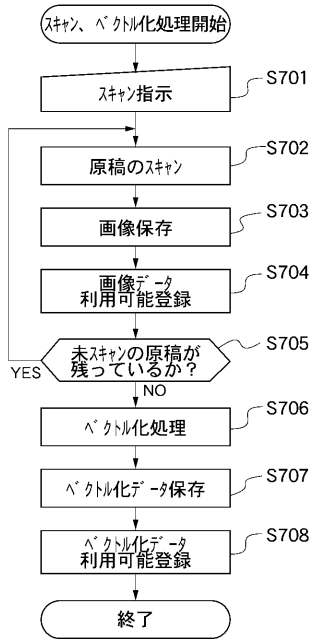 スキャン、ベクトル化処理開始
スキャン指示
S701
原稿のスキャン
S702
画像保存
S703
画像データ
利用可能登録
S704
未スキャンの原稿が
残っているか？
S705
YES
NO
ベクトル化処理
S706
ベクトル化データ保存
S707
ベクトル化データ
利用可能登録
S708
終了